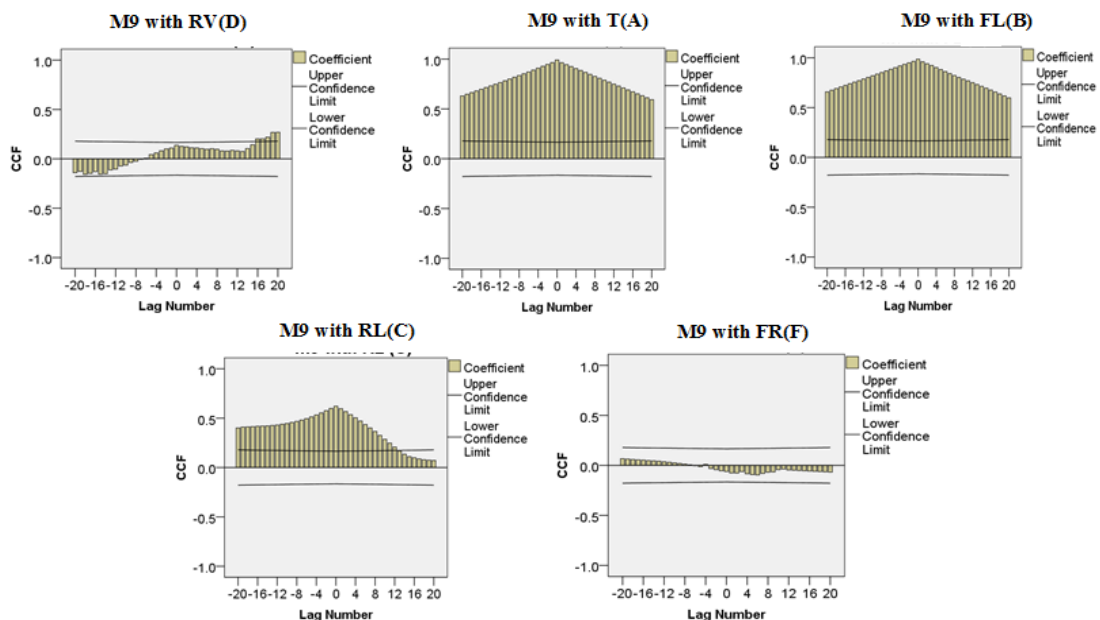 M9 with RV(D)
1.0
0.5
0.0
-0.5
-1.0
CCF
-20 -16 -12 -8 -4 0 4 8 12 16 20
Lag Number
Coefficient
Upper
Confidence
Limit
Lower
Confidence
Limit
M9 with T(A)
1.0
0.5
0.0
-0.5
-1.0
CCF
-20 -16 -12 -8 -4 0 4 8 12 16 20
Lag Number
Coefficient
Upper
Confidence
Limit
Lower
Confidence
Limit
M9 with FL(B)
1.0
0.5
0.0
-0.5
-1.0
CCF
-20 -16 -12 -8 -4 0 4 8 12 16 20
Lag Number
Coefficient
Upper
Confidence
Limit
Lower
Confidence
Limit
M9 with RL(C)
1.0
0.5
0.0
-0.5
-1.0
CCF
-20 -16 -12 -8 -4 0 4 8 12 16 20
Lag Number
Coefficient
Upper
Confidence
Limit
Lower
Confidence
Limit
M9 with FR(F)
1.0
0.5
0.0
-0.5
-1.0
CCF
-20 -16 -12 -8 -4 0 4 8 12 16 20
Lag Number
Coefficient
Upper
Confidence
Limit
Lower
Confidence
Limit